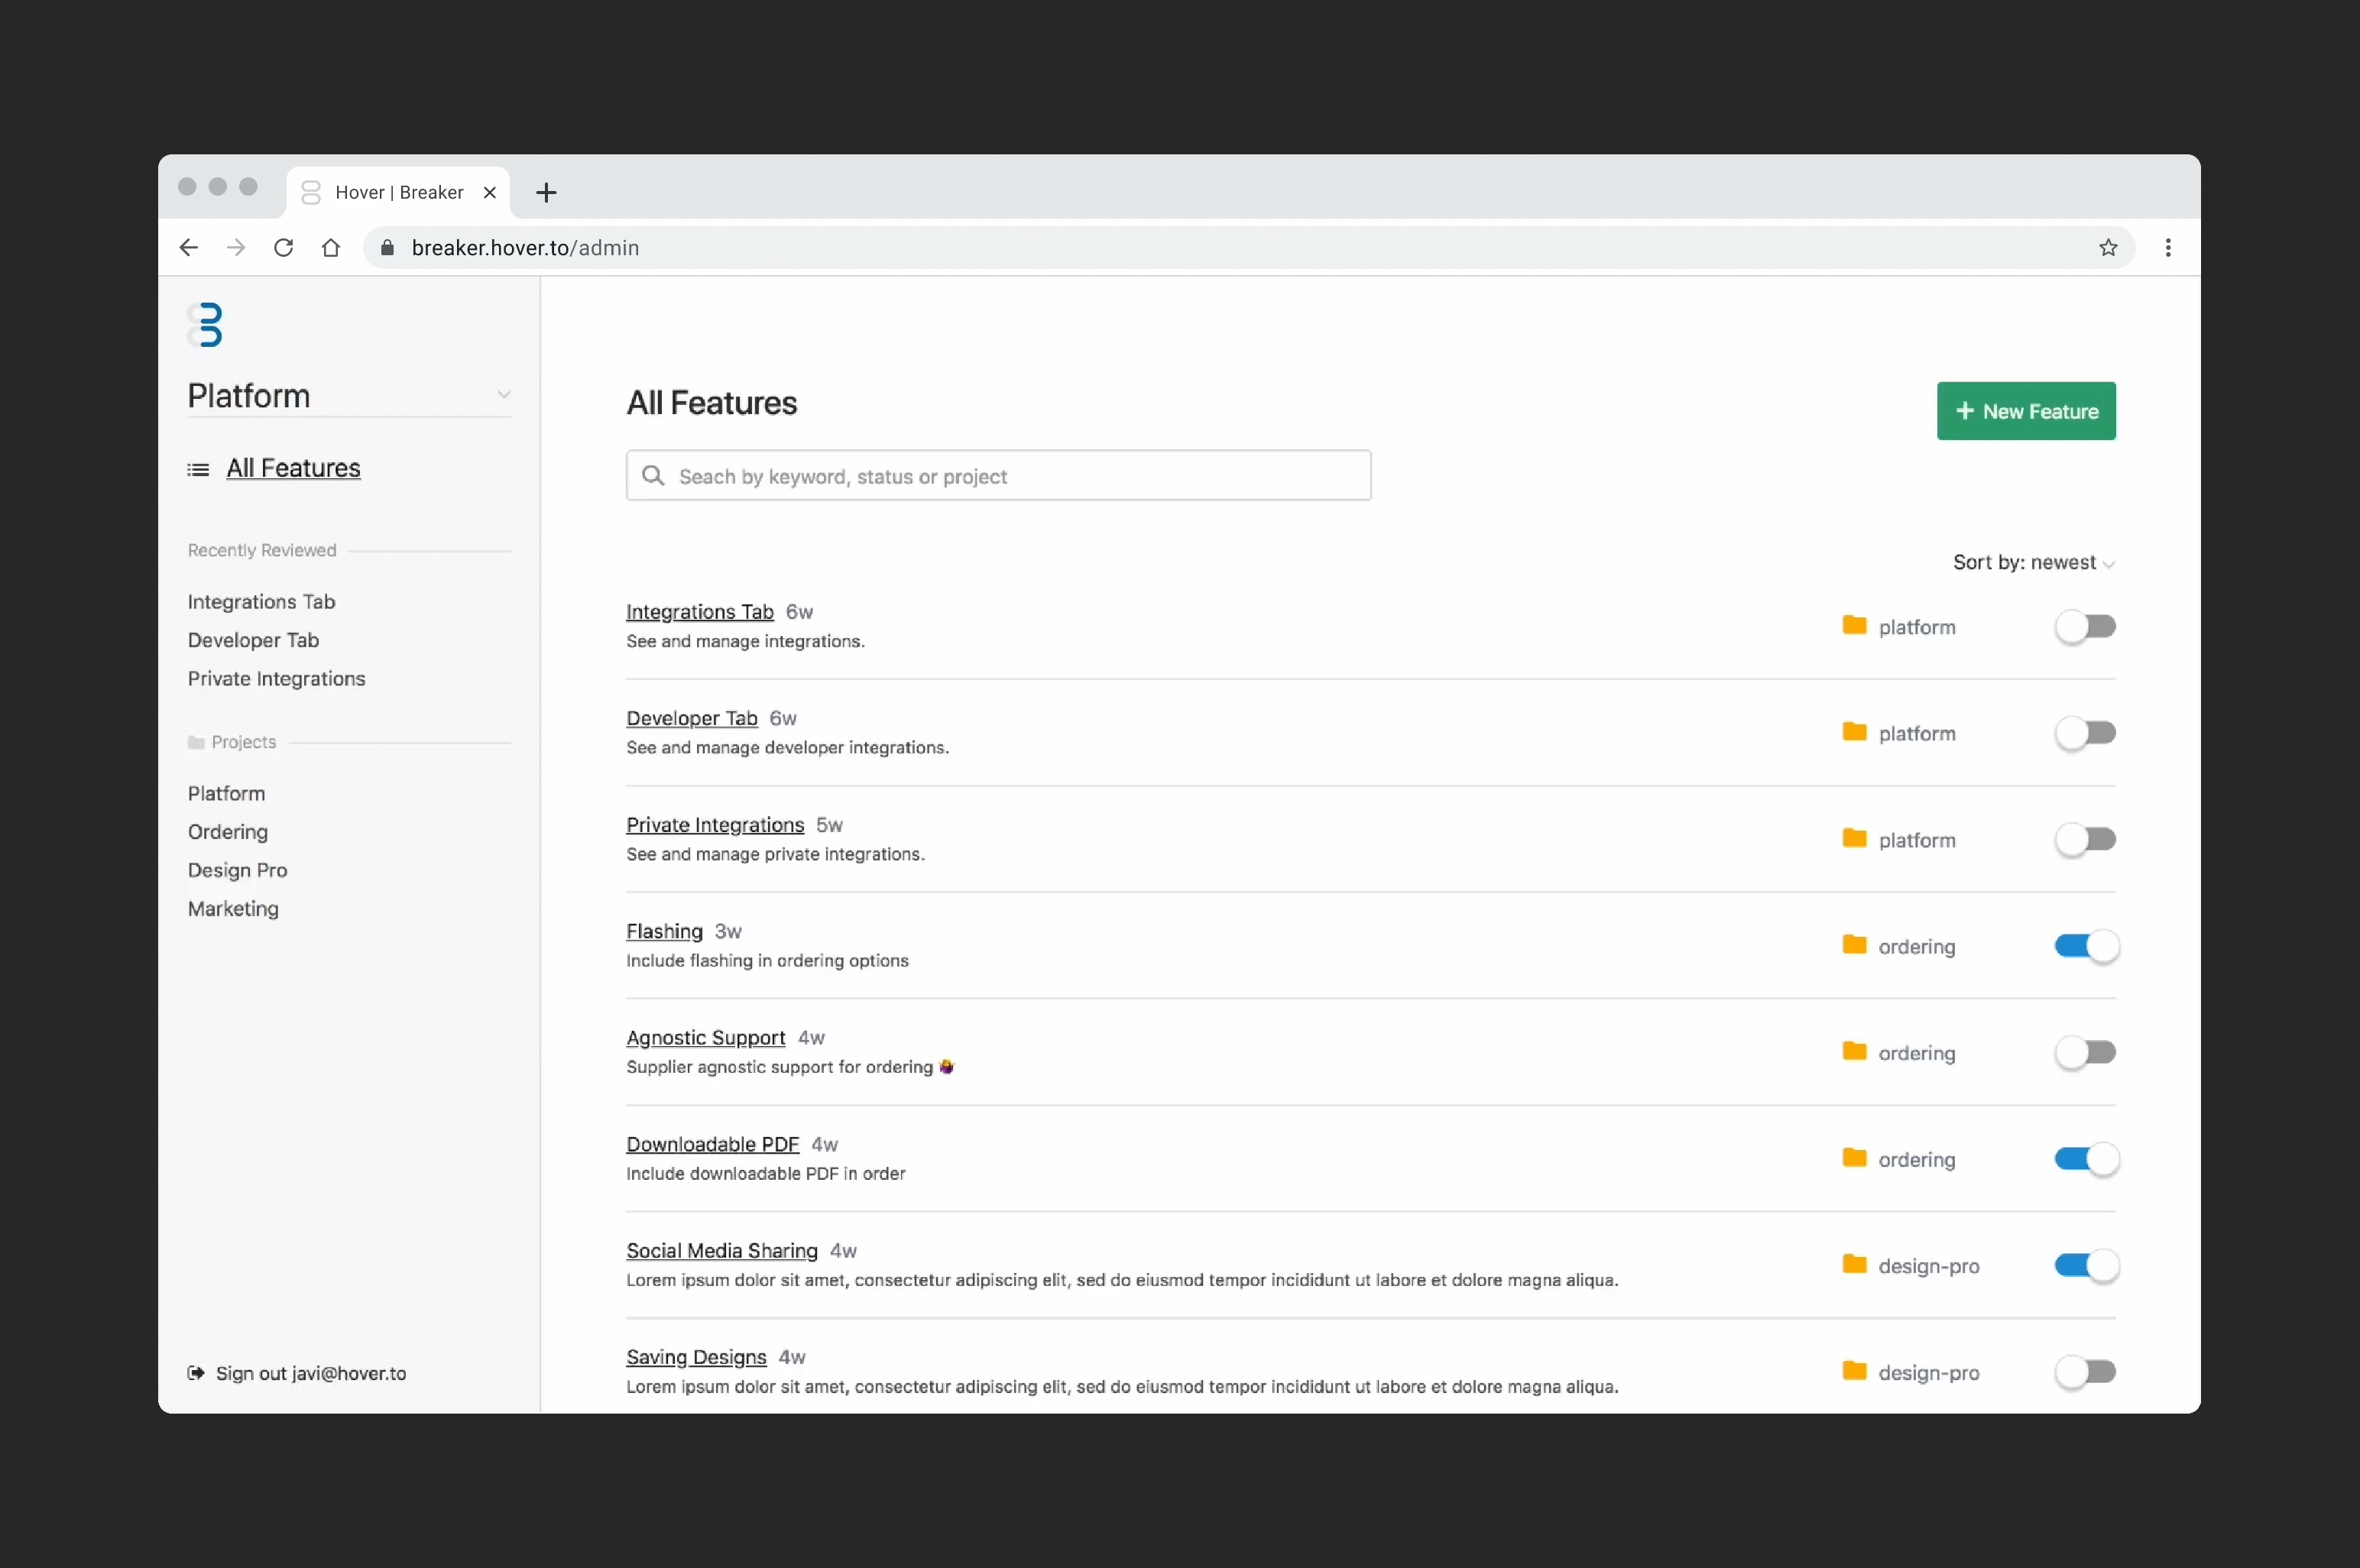 Hover | Breaker
breaker.hover.to/admin
Platform
All Features
Recently Reviewed
Integrations Tab
Developer Tab
Private Integrations
Projects
Platform
Ordering
Design Pro
Marketing
Sign out javi@hover.to
All Features
+ New Feature
Seach by keyword, status or project
Sort by: newest
Integrations Tab 6w
See and manage integrations.
platform
Developer Tab 6w
See and manage developer integrations.
platform
Private Integrations 5w
See and manage private integrations.
platform
Flashing 3w
Include flashing in ordering options
ordering
Agnostic Support 4w
Supplier agnostic support for ordering
ordering
Downloadable PDF 4w
Include downloadable PDF in order
ordering
Social Media Sharing 4w
Lorem ipsum dolor sit amet, consectetur adipiscing elit, sed do eiusmod tempor incididunt ut labore et dolore magna aliqua.
design-pro
Saving Designs 4w
Lorem ipsum dolor sit amet, consectetur adipiscing elit, sed do eiusmod tempor incididunt ut labore et dolore magna aliqua.
design-pro